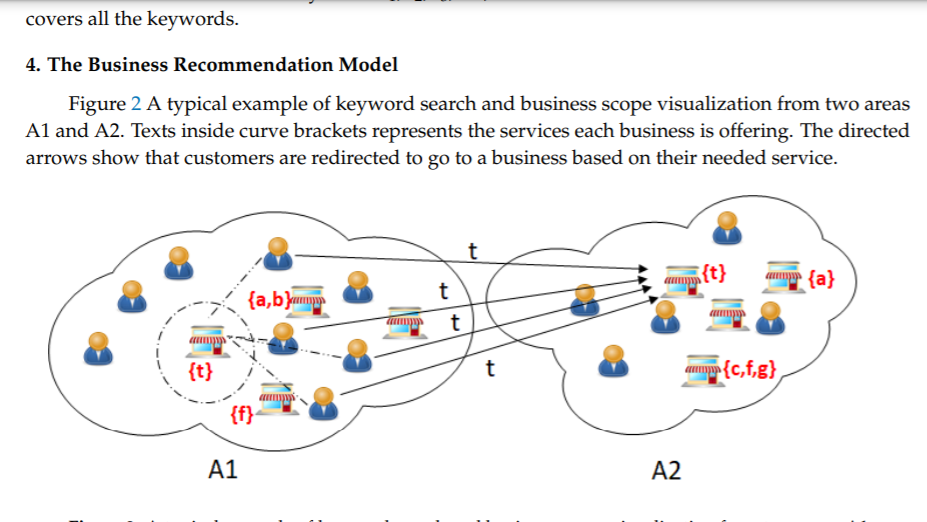 covers all the keywords.
4. The Business Recommendation Model
Figure 2 A typical example of keyword search and business scope visualization from two areas
A1 and A2. Texts inside curve brackets represents the services each business is offering. The directed
arrows show that customers are redirected to go to a business based on their needed service.
t
{t}
{a}
{a,b}
t
t
{t}
t
{c,f,g}
{f}
A1
A2